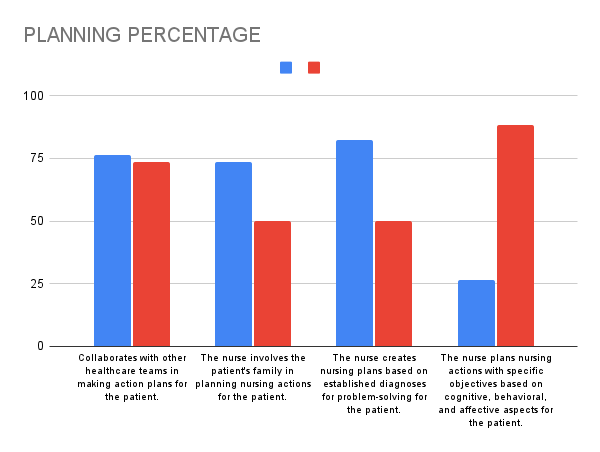 PLANNING PERCENTAGE
100
75
50
25
0
Collaborates with other
healthcare teams in
making action plans for
the patient.
The nurse involves the
patient's family in
planning nursing actions
for the patient.
The nurse creates
nursing plans based on
established diagnoses
for problem-solving for
the patient.
The nurse plans nursing
actions with specific
objectives based on
cognitive, behavioral,
and affective aspects for
the patient.